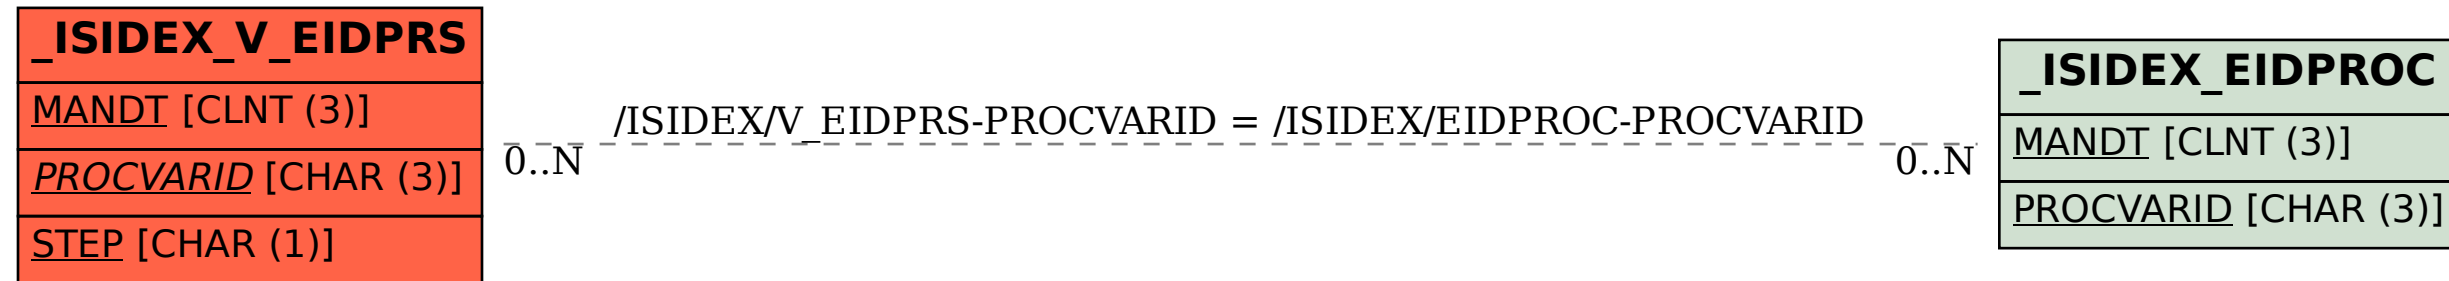 _ISIDEX_V_EIDPRS
MANDT [CLNT (3)]
PROCVARID [CHAR (3)]
STEP [CHAR (1)]
/ISIDEX/V_EIDPRS-PROCVARID = /ISIDEX/EIDPROC-PROCVARID
0..N
0..N
_ISIDEX_EIDPROC
MANDT [CLNT (3)]
PROCVARID [CHAR (3)]